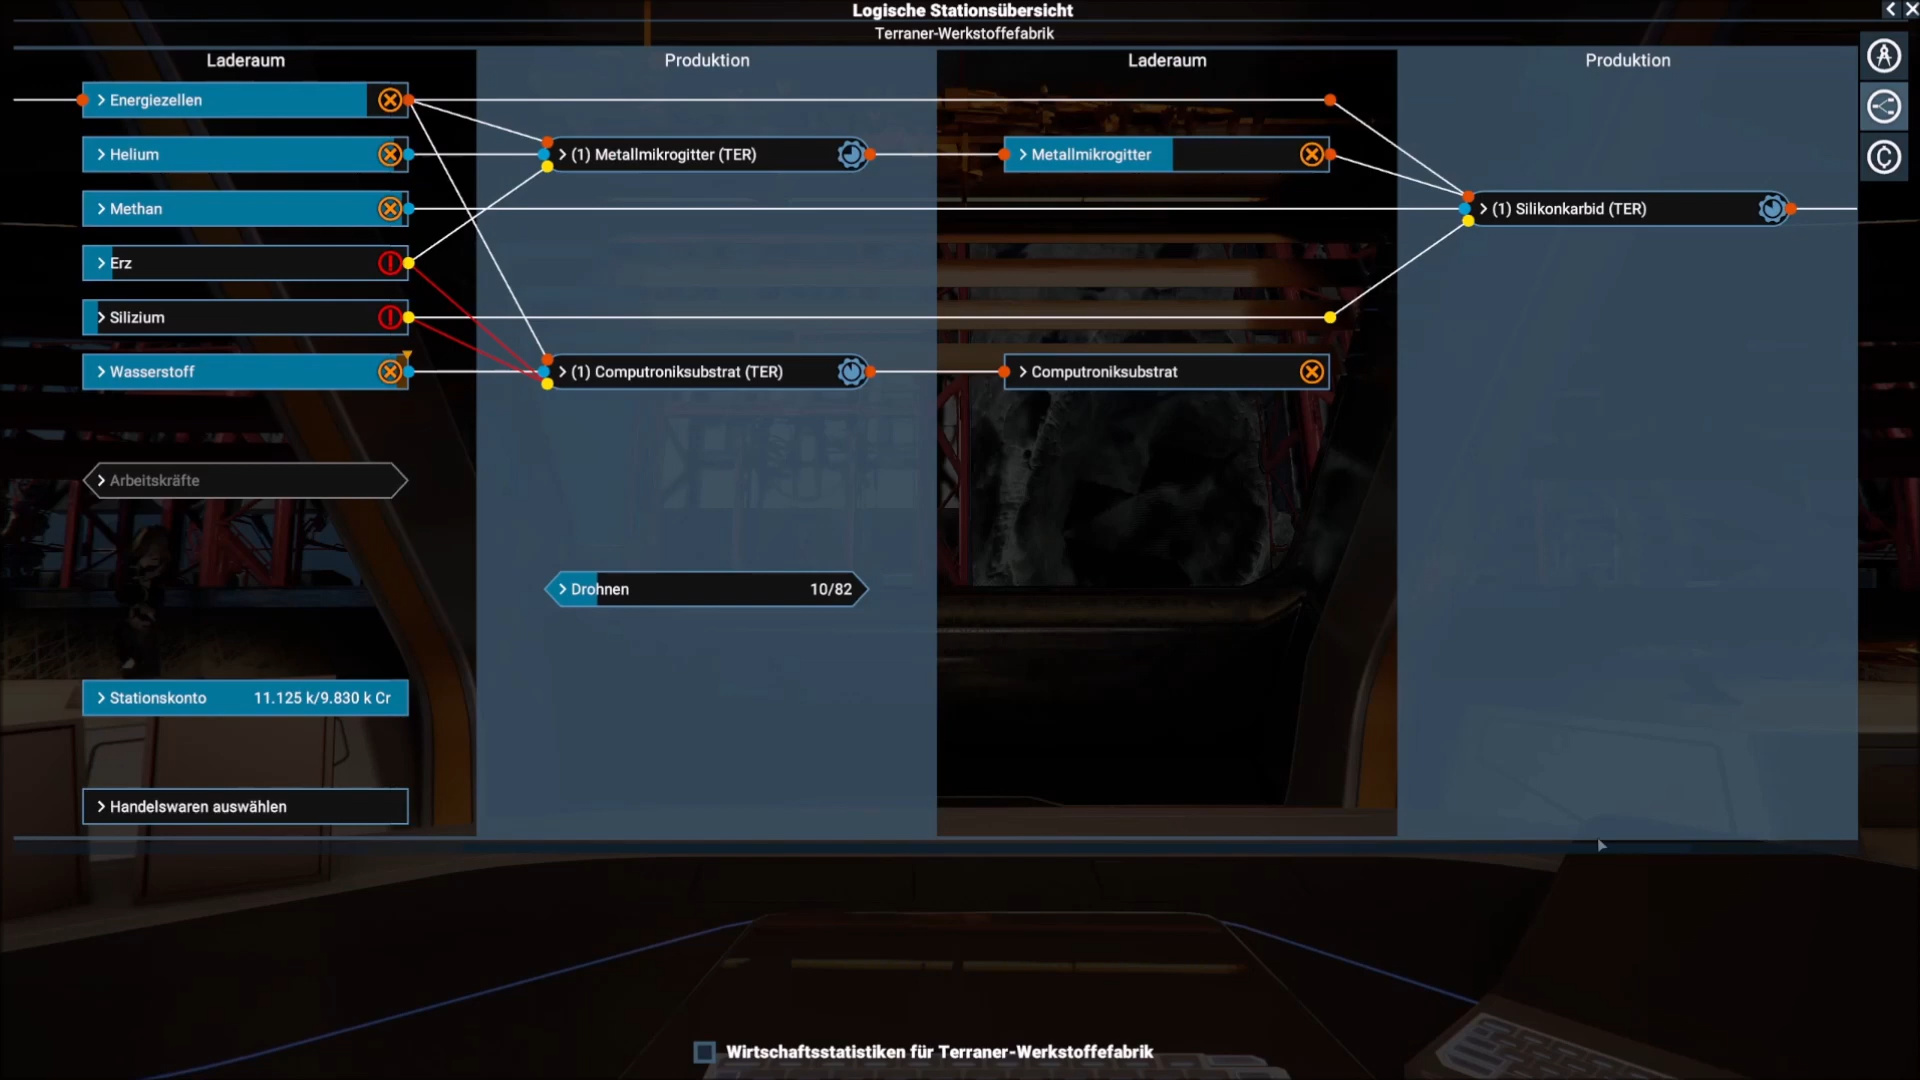 Logische Stationsübersicht
Terraner-Werkstoffefabrik
Laderaum
Produktion
Laderaum
Produktion
Energiezellen
Helium
(1) Metallmikrogitter (TER)
Metallmikrogitter
Methan
(1) Silikonkarbid (TER)
Erz
Silizium
Wasserstoff
(1) Computroniksubstrat (TER)
Computroniksubstrat
Arbeitskräfte
Drohnen 10/82
Stationskonto 11.125 k/9.830 k Cr
Handelswaren auswählen
Wirtschaftsstatistiken für Terraner-Werkstoffefabrik